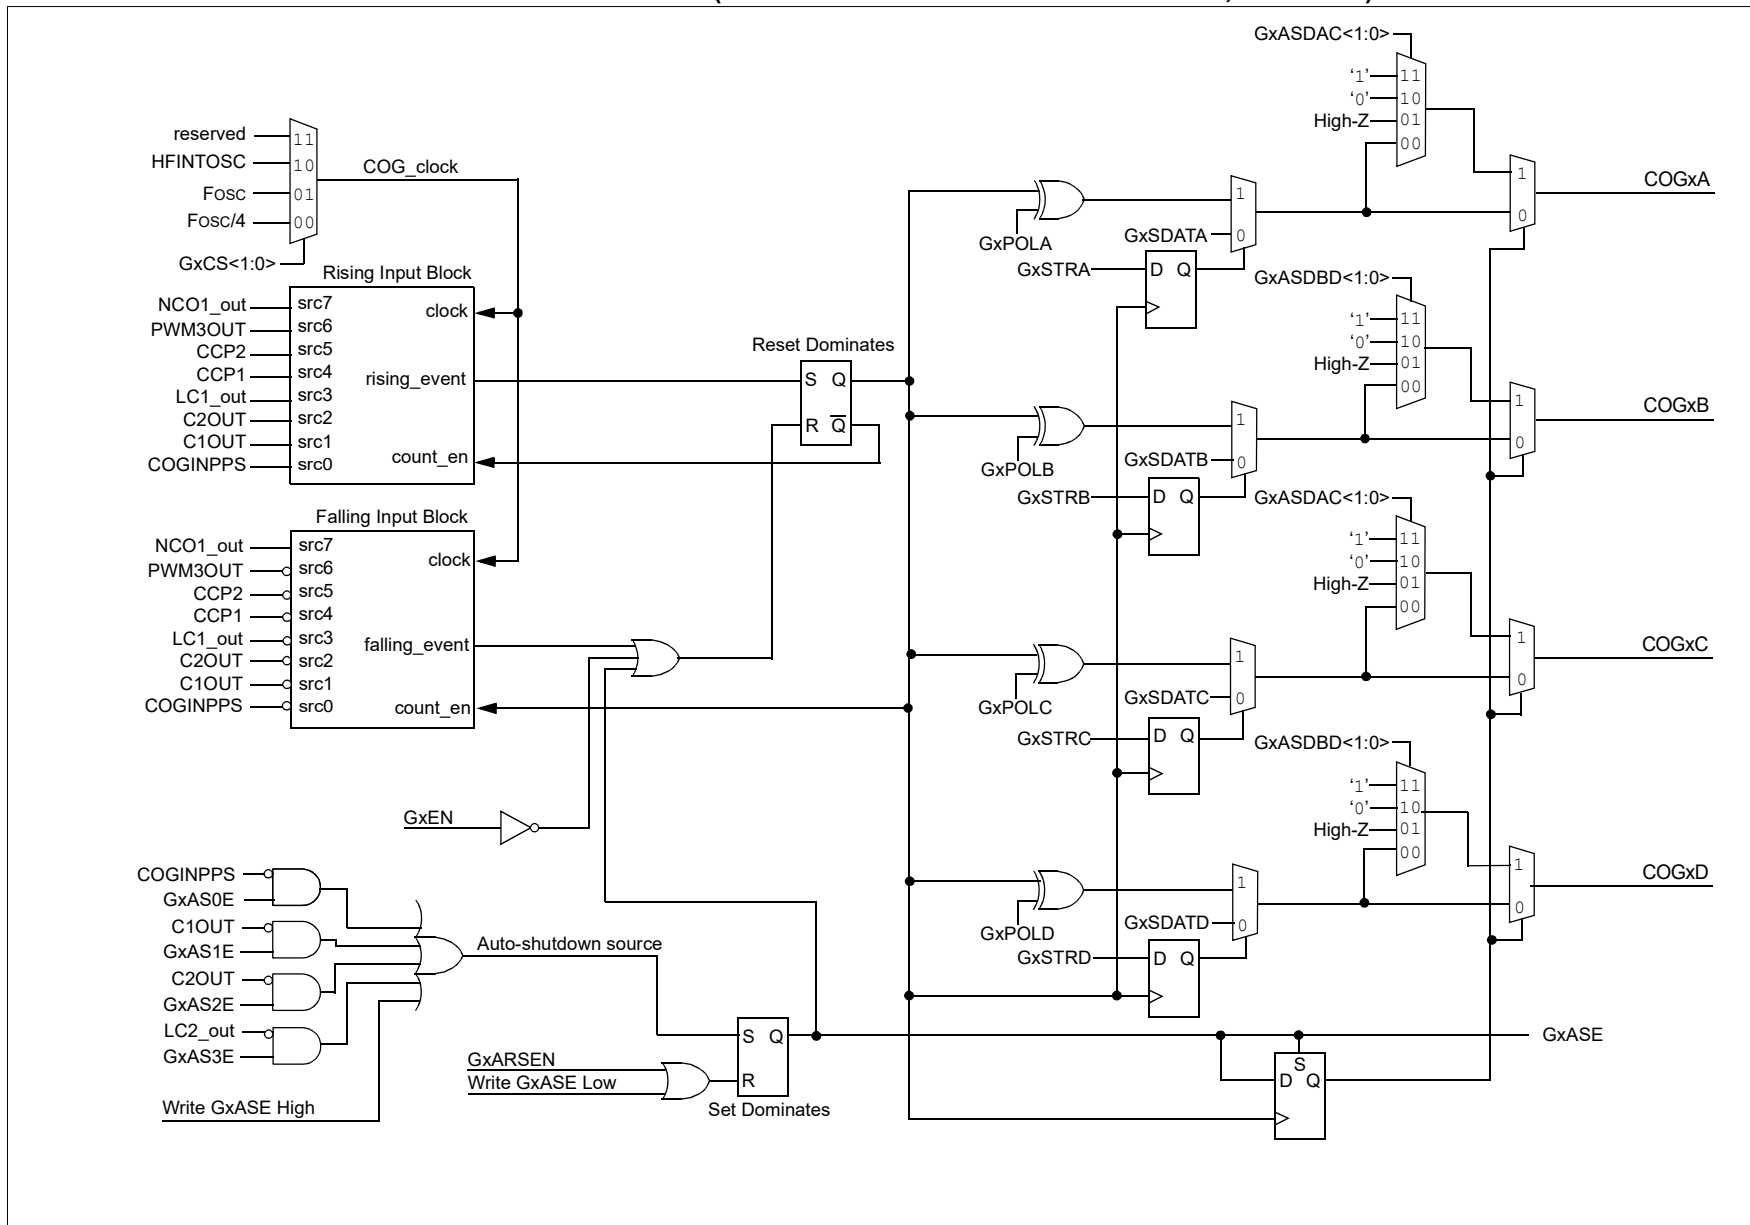 GxASDAC<1:0>
‘1’ 11
‘0’ 10
High-Z 01
00
1
0
COGxA
reserved 11
HFINTOSC 10
FOSC 01
FOSC/4 00
GxCS<1:0>
COG_clock
Rising Input Block
NCO1_out src7
PWM3OUT src6
CCP2 src5
CCP1 src4
LC1_out src3
C2OUT src2
C1OUT src1
COGINPPS src0
clock
rising_event
count_en
Reset Dominates
S Q
R Q
Falling Input Block
NCO1_out src7
PWM3OUT src6
CCP2 src5
CCP1 src4
LC1_out src3
C2OUT src2
C1OUT src1
COGINPPS src0
clock
falling_event
count_en
GxEN
COGINPPS
GxAS0E
C1OUT
GxAS1E
C2OUT
GxAS2E
LC2_out
GxAS3E
Write GxASE High
Auto-shutdown source
GxARSEN
Write GxASE Low
S Q
R
Set Dominates
GxPOLA
1
GxSDATA 0
GxSTRA D Q
GxASDBD<1:0>
‘1’ 11
‘0’ 10
High-Z 01
00
1
0
COGxB
GxPOLB
1
GxSDATB 0
GxSTRB D Q
GxASDAC<1:0>
‘1’ 11
‘0’ 10
High-Z 01
00
1
0
COGxC
GxPOLC
1
GxSDATC 0
GxSTRC D Q
GxASDBD<1:0>
‘1’ 11
‘0’ 10
High-Z 01
00
1
0
COGxD
GxPOLD
1
GxSDATD 0
GxSTRD D Q
GxASE
S
D Q